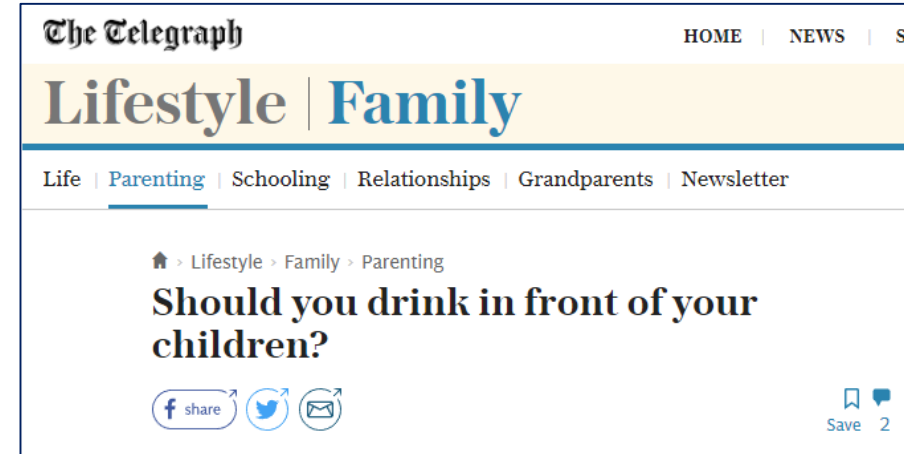 The Telegraph
HOME | NEWS | S
Lifestyle | Family
Life | Parenting | Schooling | Relationships | Grandparents | Newsletter
› Lifestyle › Family › Parenting
Should you drink in front of your
children?
f share
Save 2